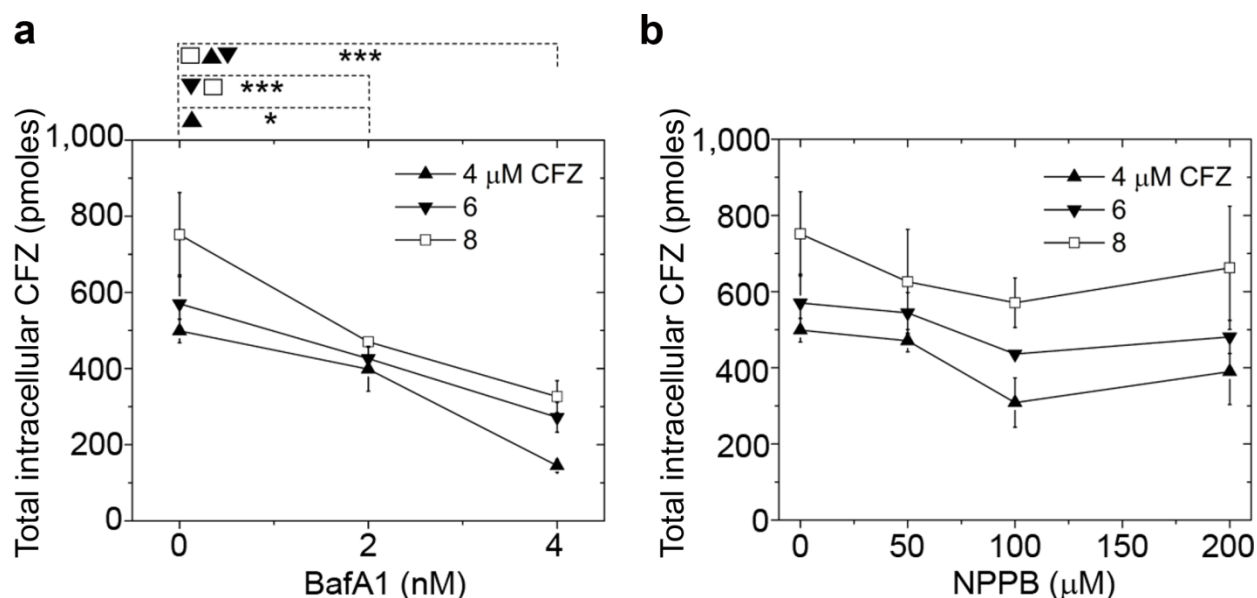 a
***
***
*
Total intracellular CFZ (pmoles)
1,000
800
600
400
200
0
4 μM CFZ
6
8
0 2 4
BafA1 (nM)
b
Total intracellular CFZ (pmoles)
1,000
800
600
400
200
0
4 μM CFZ
6
8
0 50 100 150 200
NPPB (μM)